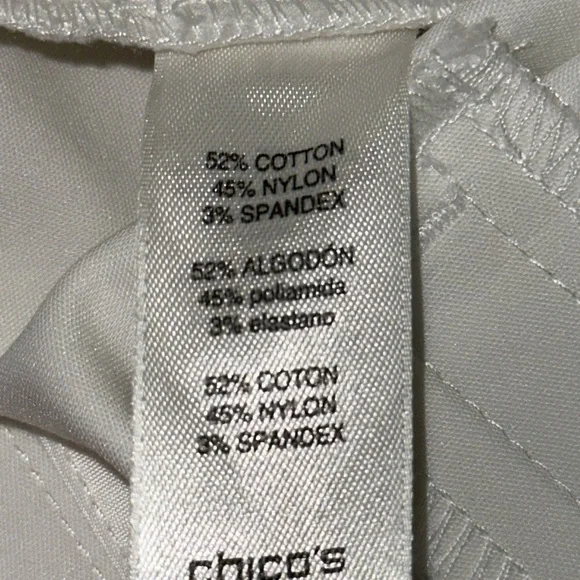 52% COTTON
45% NYLON
3% SPANDEX
52% ALGODÓN
45% poliamida
3% elastano
52% COTON
45% NYLON
3% SPANDEX
chico's